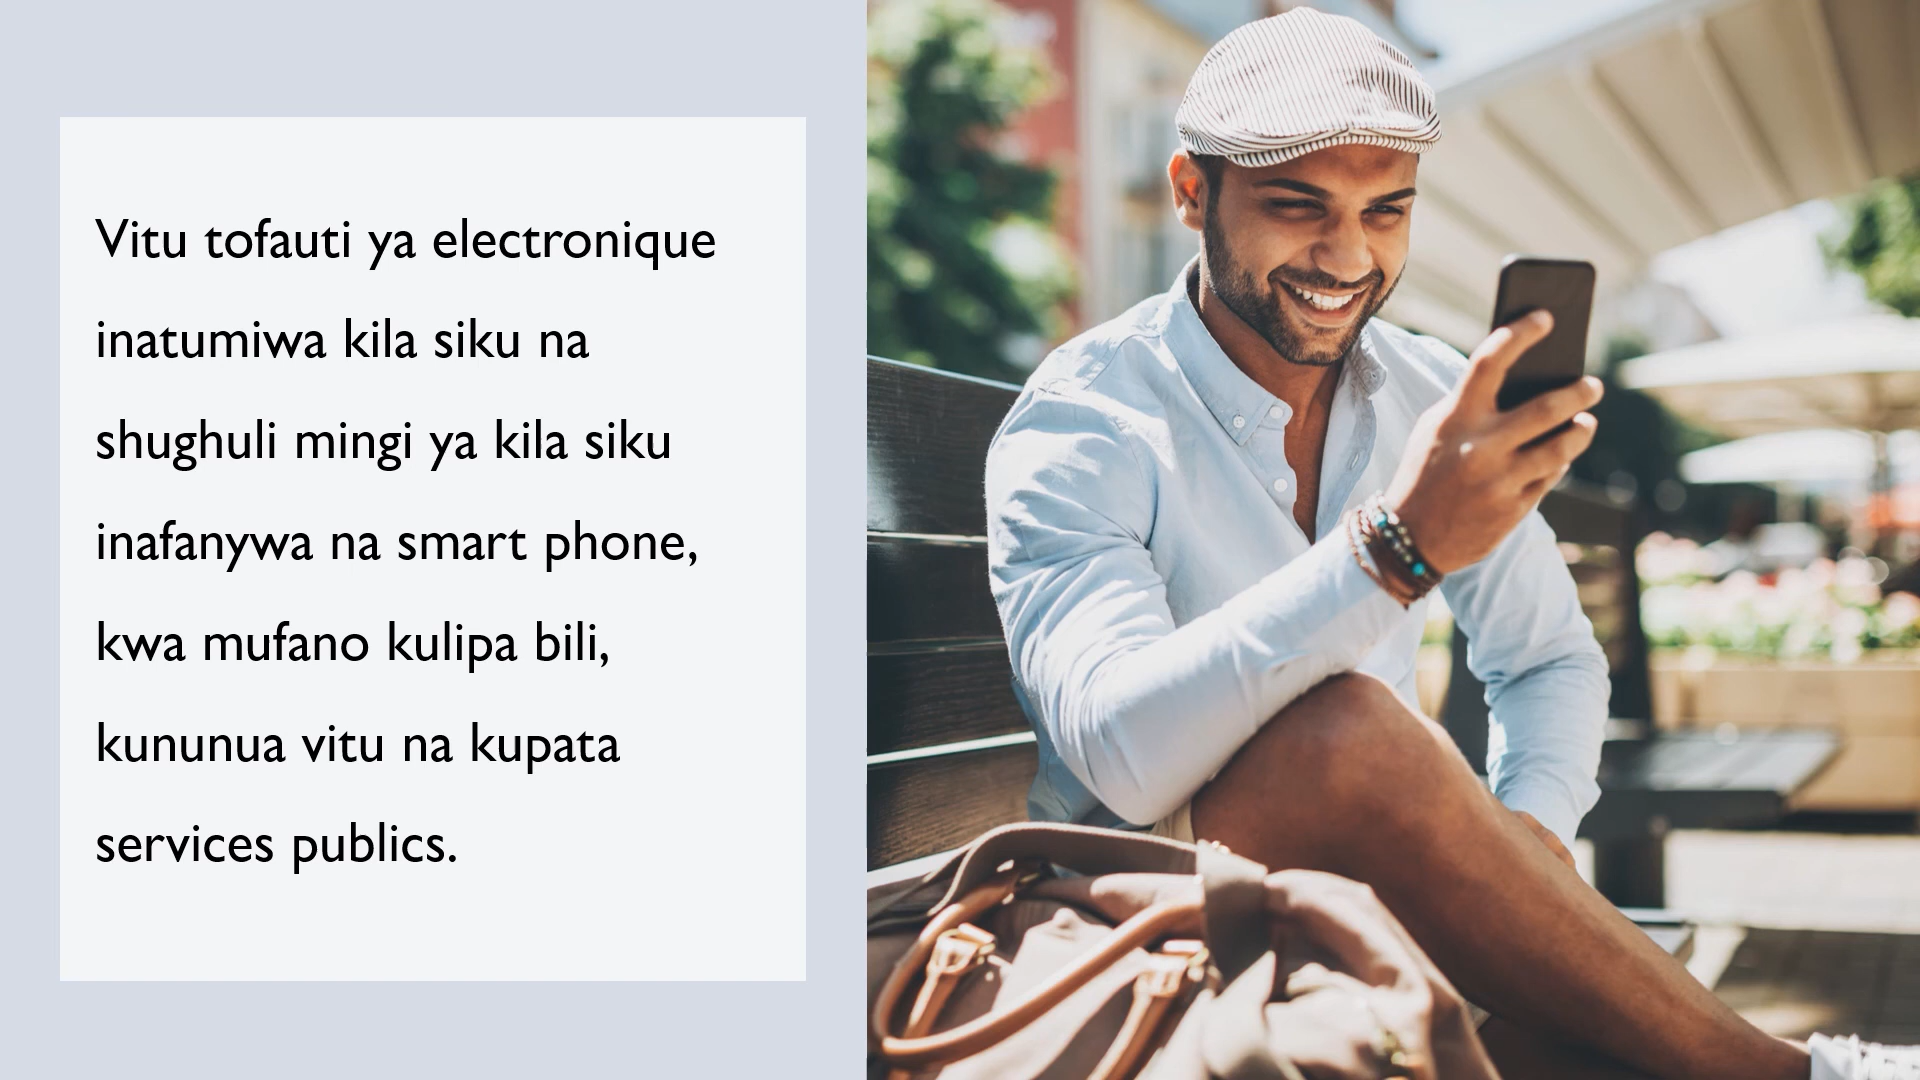 Vitu tofauti ya electronique
inatumiwa kila siku na
shughuli mingi ya kila siku
inafanywa na smart phone,
kwa mufano kulipa bili,
kununua vitu na kupata
services publics.